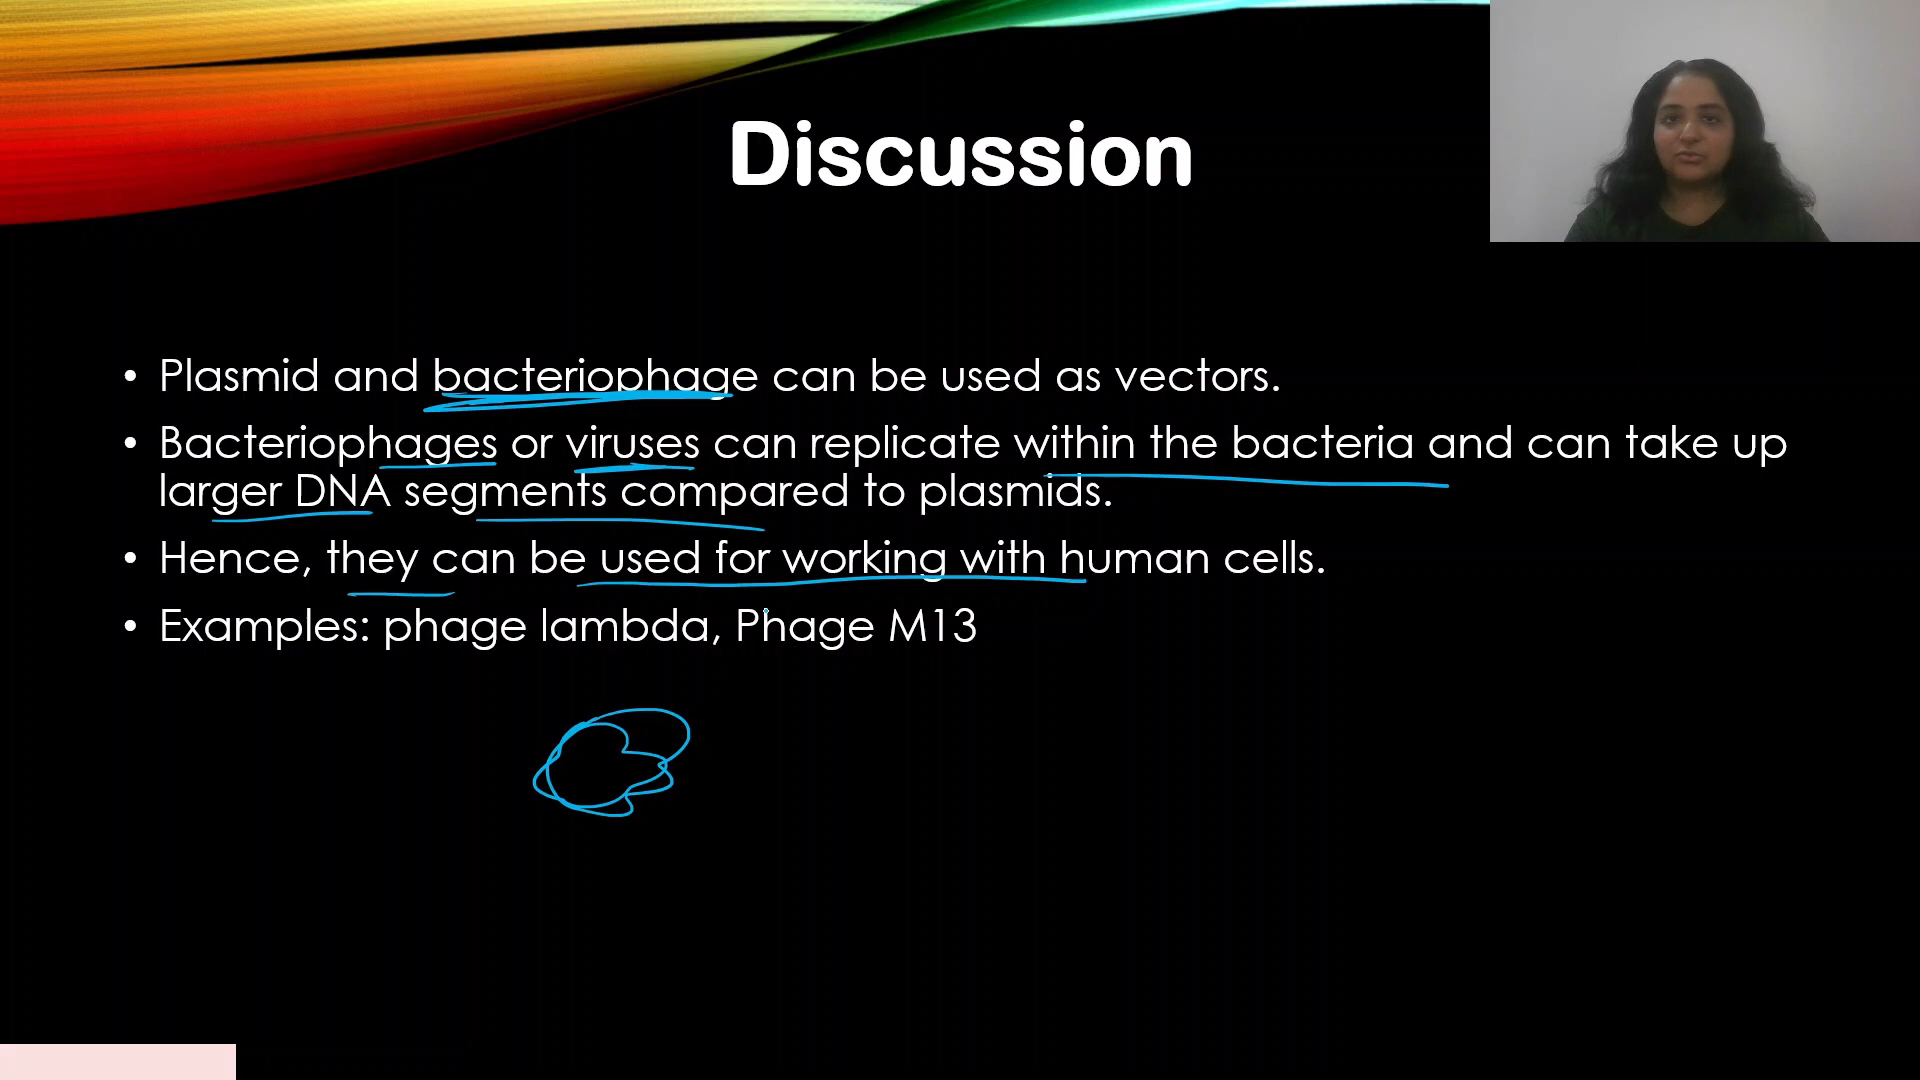 Discussion
• Plasmid and bacteriophage can be used as vectors.
• Bacteriophages or viruses can replicate within the bacteria and can take up
larger DNA segments compared to plasmids.
• Hence, they can be used for working with human cells.
• Examples: phage lambda, Phage M13